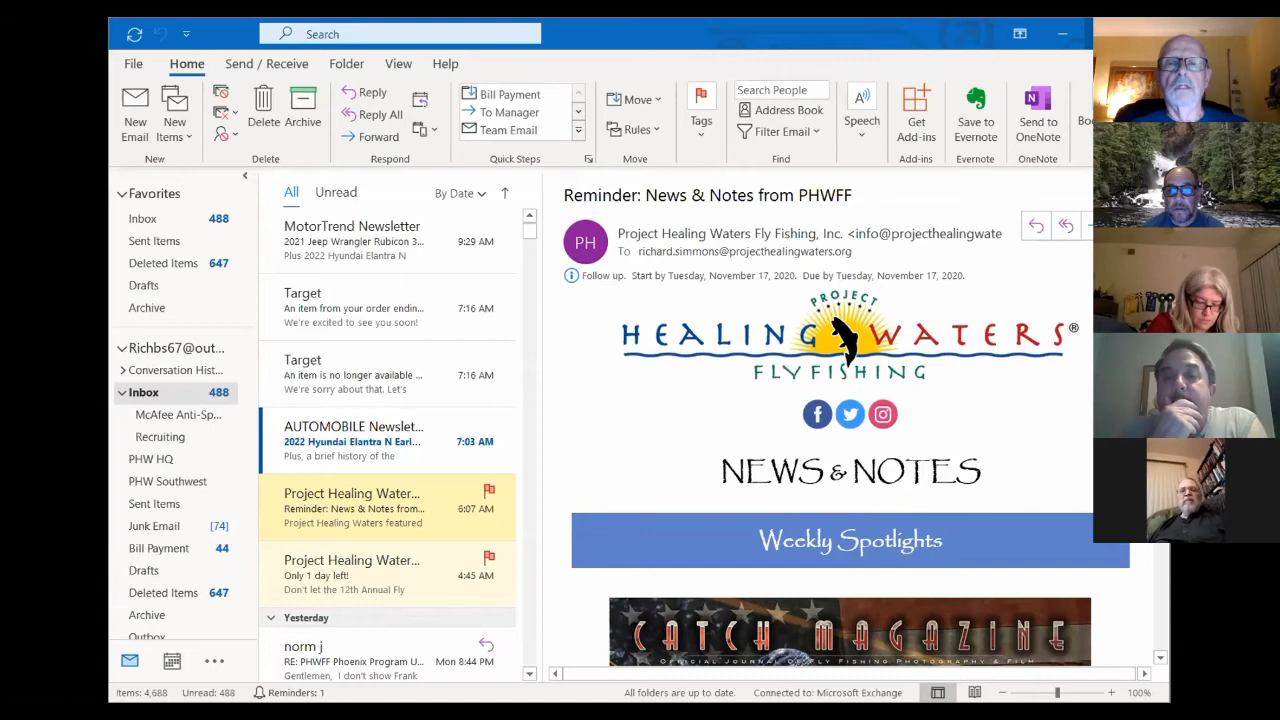 Search
File Home Send / Receive Folder View Help
New Email
New Items
Delete
Archive
Reply
Reply All
Forward
Bill Payment
To Manager
Team Email
Move
Rules
Tags
Search People
Address Book
Filter Email
Speech
Get Add-ins
Save to Evernote
Send to OneNote
New Delete Respond Quick Steps Move Find Add-ins Evernote OneNote
Favorites
Inbox 488
Sent Items
Deleted Items 647
Drafts
Archive
Richbs67@out...
Conversation Hist...
Inbox 488
McAfee Anti-Sp...
Recruiting
PHW HQ
PHW Southwest
Sent Items
Junk Email [74]
Bill Payment 44
Drafts
Deleted Items 647
Archive
Outbox
All Unread By Date
MotorTrend Newsletter
2021 Jeep Wrangler Rubicon 3... 9:29 AM
Plus 2022 Hyundai Elantra N
Target
An item from your order endin... 7:16 AM
We're excited to see you soon!
Target
An item is no longer available ... 7:16 AM
We're sorry about that. Let's
AUTOMOBILE Newslet...
2022 Hyundai Elantra N Earl... 7:03 AM
Plus, a brief history of the
Project Healing Water...
Reminder: News & Notes from... 6:07 AM
Project Healing Waters featured
Project Healing Water...
Only 1 day left! 4:45 AM
Don't let the 12th Annual Fly
Yesterday
norm j
RE: PHWFF Phoenix Program U... Mon 8:44 PM
Gentlemen, I don't show Frank
Reminder: News & Notes from PHWFF
PH
Project Healing Waters Fly Fishing, Inc. <info@projecthealingwate
To richard.simmons@projecthealingwaters.org
Follow up. Start by Tuesday, November 17, 2020. Due by Tuesday, November 17, 2020.
PROJECT
HEALING WATERS®
FLY FISHING
NEWS & NOTES
Weekly Spotlights
CATCH MAGAZINE
OFFICIAL JOURNAL OF FLY FISHING PHOTOGRAPHY & FILM
Items: 4,688 Unread: 488 Reminders: 1 All folders are up to date. Connected to: Microsoft Exchange 100%